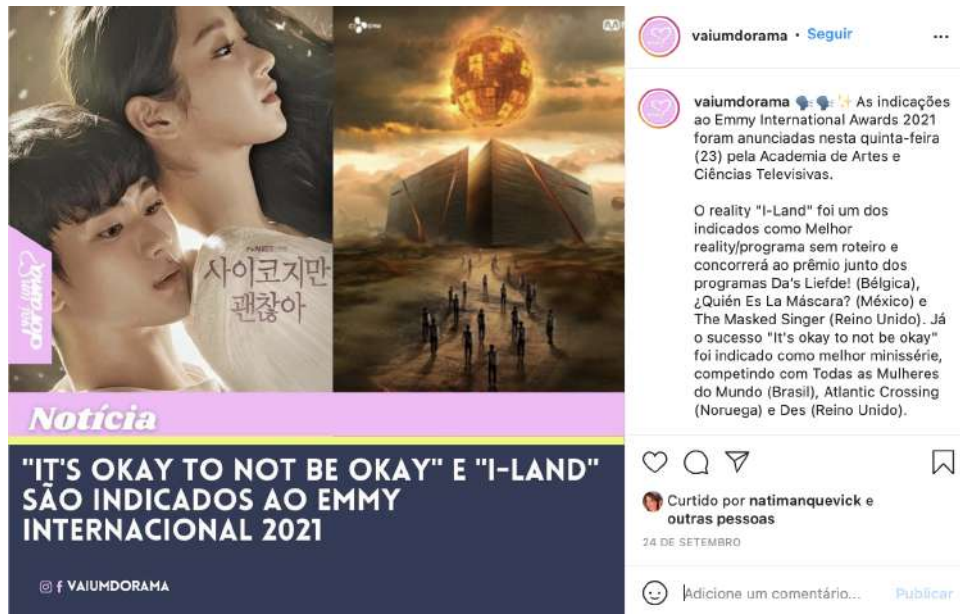 CJ ENM
vai um
dorama
tvN
사이코지만
괜찮아
Notícia
"IT'S OKAY TO NOT BE OKAY" E "I-LAND"
SÃO INDICADOS AO EMMY
INTERNACIONAL 2021
VAIUMDORAMA
vaiumdorama • Seguir
vaiumdorama 🗣️🗣️✨ As indicações
ao Emmy International Awards 2021
foram anunciadas nesta quinta-feira
(23) pela Academia de Artes e
Ciências Televisivas.
O reality "I-Land" foi um dos
indicados como Melhor
reality/programa sem roteiro e
concorrerá ao prêmio junto dos
programas Da's Liefde! (Bélgica),
¿Quién Es La Máscara? (México) e
The Masked Singer (Reino Unido). Já
o sucesso "It's okay to not be okay"
foi indicado como melhor minissérie,
competindo com Todas as Mulheres
do Mundo (Brasil), Atlantic Crossing
(Noruega) e Des (Reino Unido).
Curtido por natimanquevick e
outras pessoas
24 DE SETEMBRO
Adicione um comentário...
Publicar